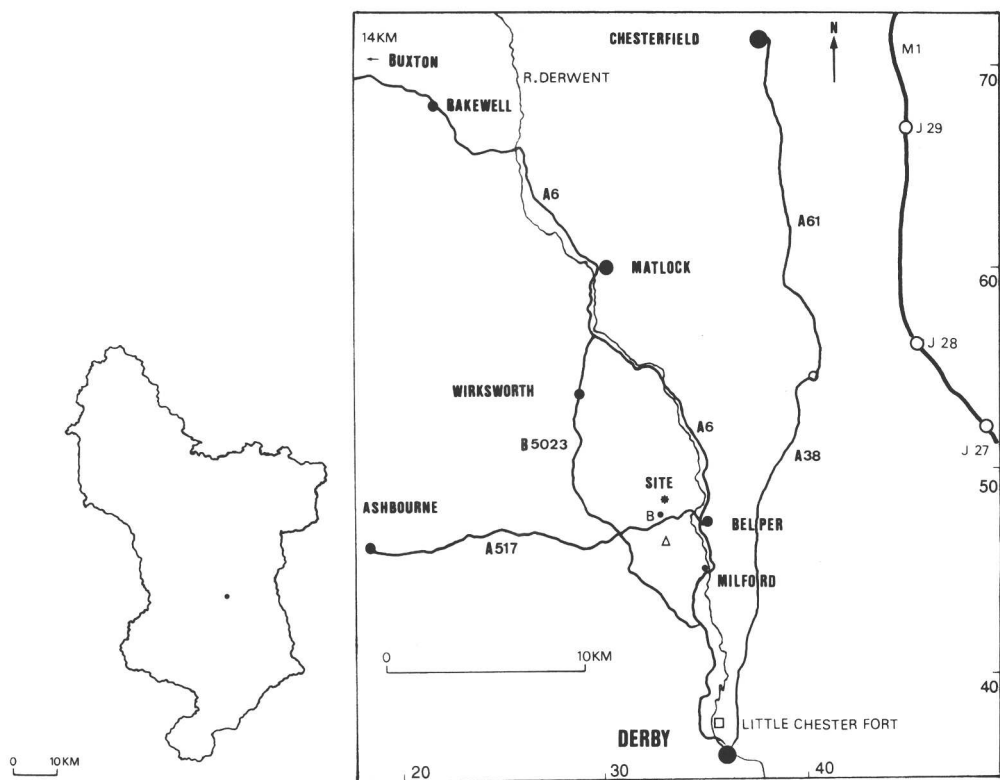 CHESTERFIELD
N
M1
14KM
← BUXTON
R. DERWENT
70
BAKEWELL
J 29
A6
A61
MATLOCK
60
J 28
WIRKSWORTH
A6
J 27
B5023
A38
50
SITE
ASHBOURNE
B
BELPER
A517
MILFORD
0 10KM
40
LITTLE CHESTER FORT
DERBY
0 10KM
20 30 40